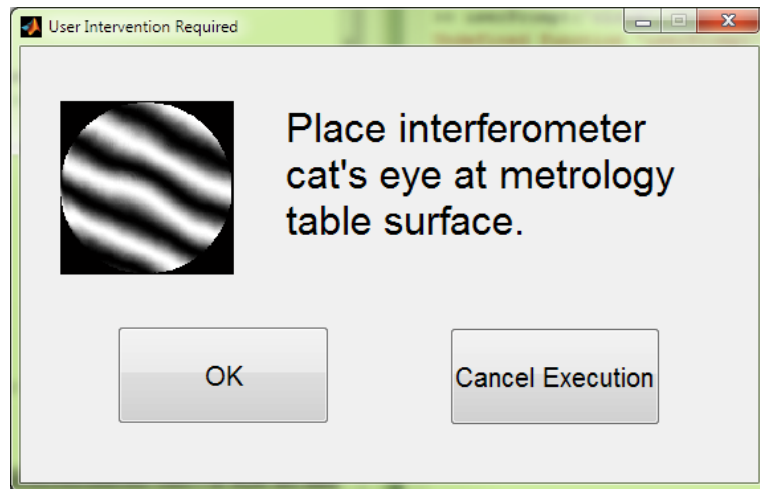 User Intervention Required
Place interferometer
cat's eye at metrology
table surface.
OK
Cancel Execution